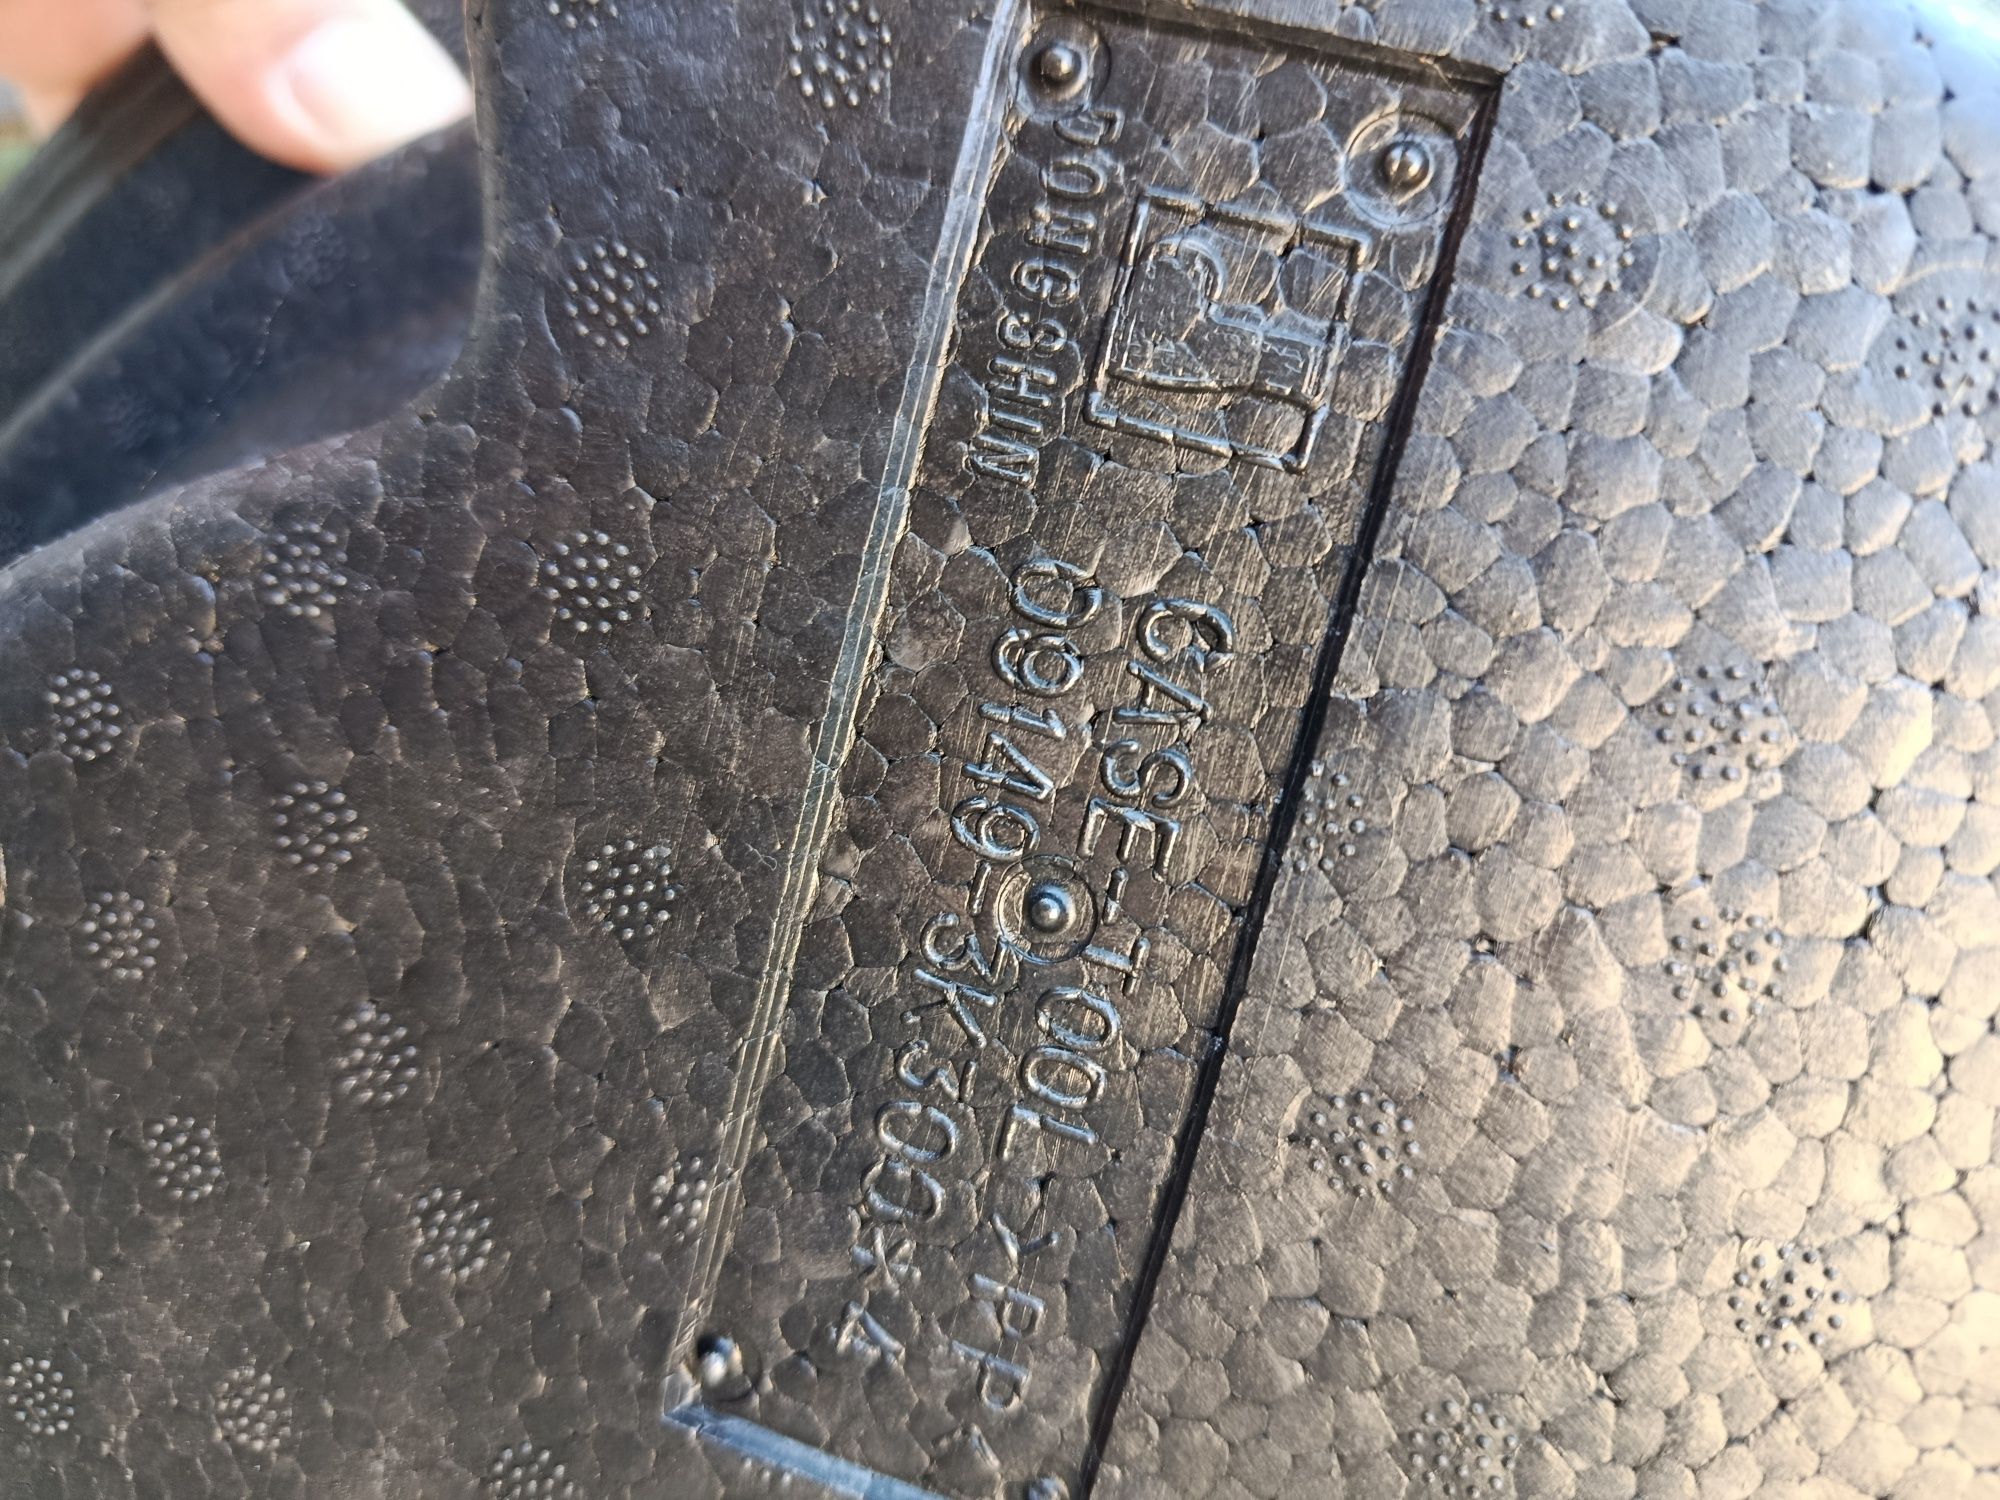 DONGSHIN
CASE-TOOL, PP
09149-3K300*4